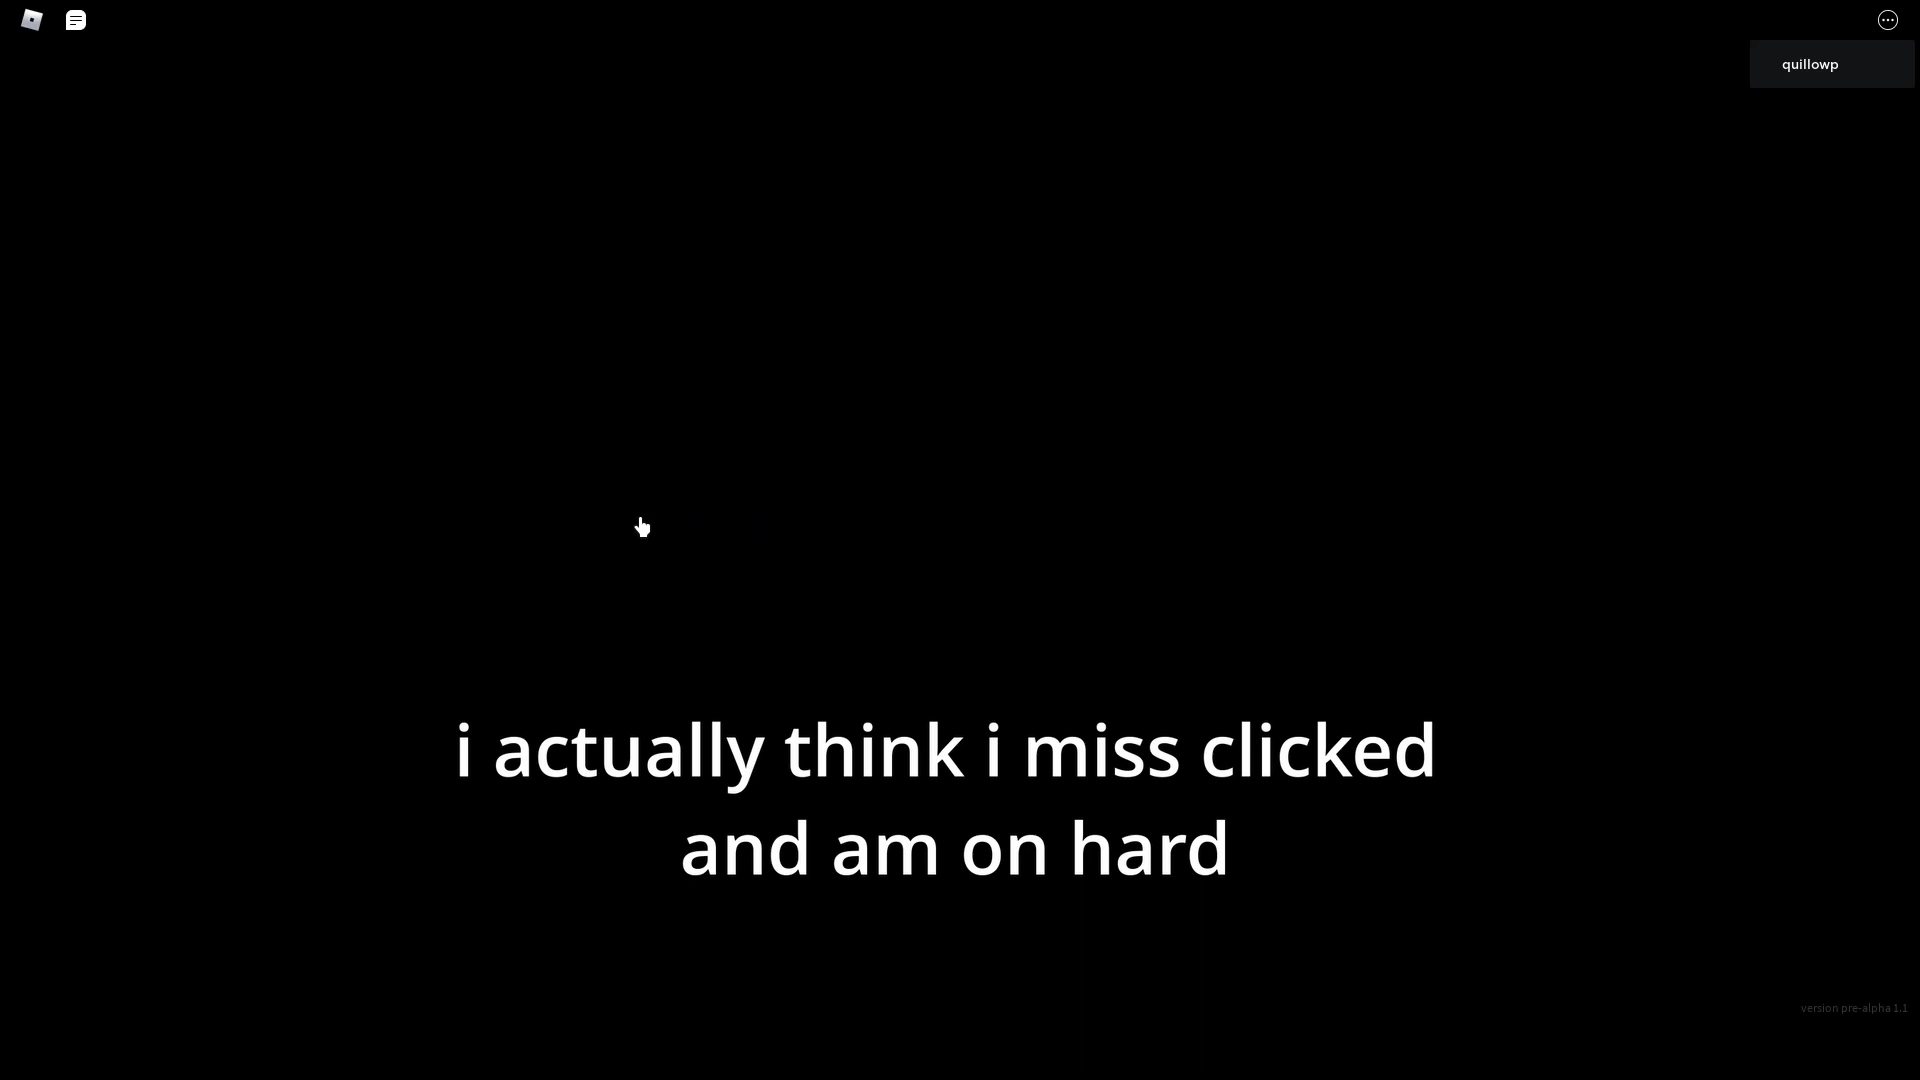 quillowp
i actually think i miss clicked
and am on hard
version pre-alpha 1.1